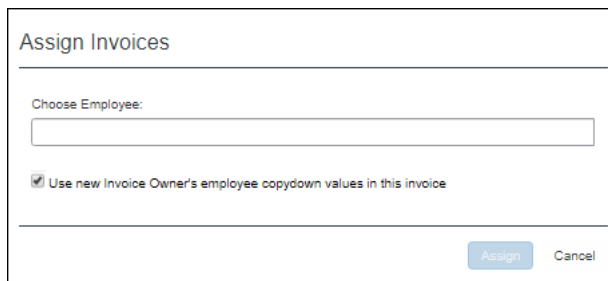 Assign Invoices
Choose Employee:
Use new Invoice Owner's employee copydown values in this invoice
Assign Cancel